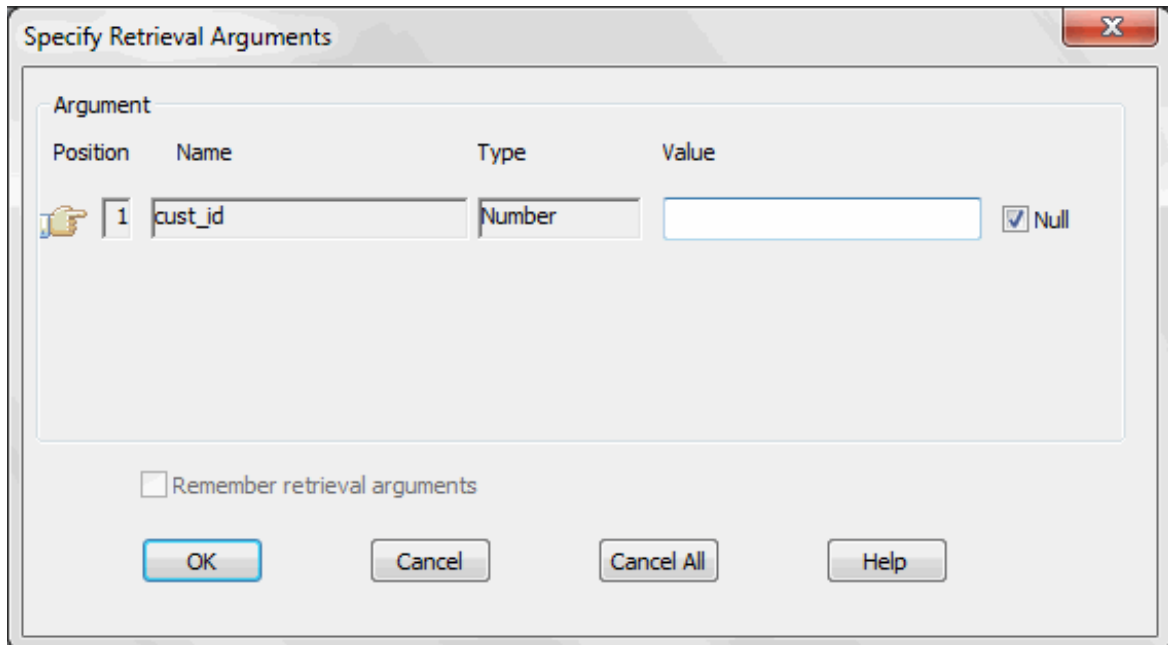 Specify Retrieval Arguments
Argument
Position Name Type Value
1 cust_id Number Null
Remember retrieval arguments
OK Cancel Cancel All Help